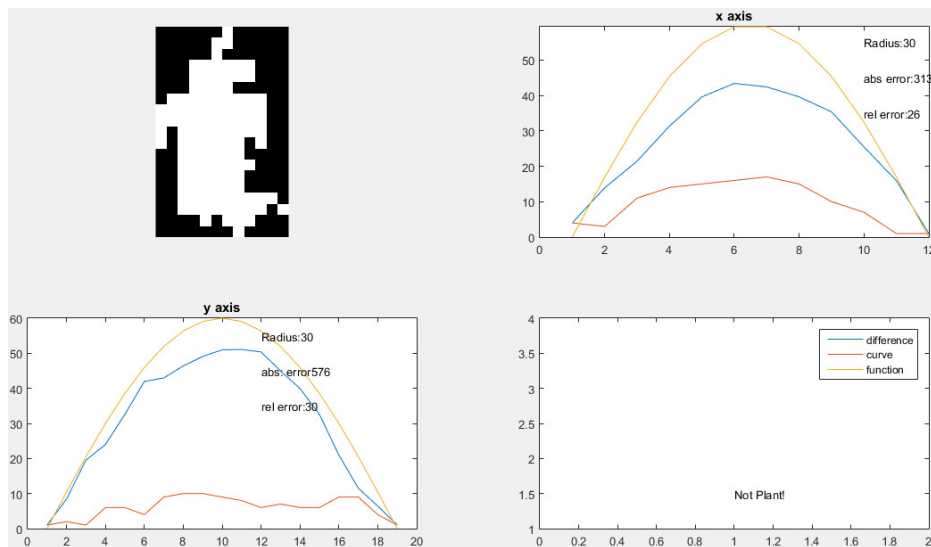 x axis
Radius:30
abs error:313
rel error:26
50
40
30
20
10
0
0 2 4 6 8 10 12
y axis
Radius:30
abs: error576
rel error:30
60
50
40
30
20
10
0
0 2 4 6 8 10 12 14 16 18 20
difference
curve
function
Not Plant!
4
3.5
3
2.5
2
1.5
1
0 0.2 0.4 0.6 0.8 1 1.2 1.4 1.6 1.8 2